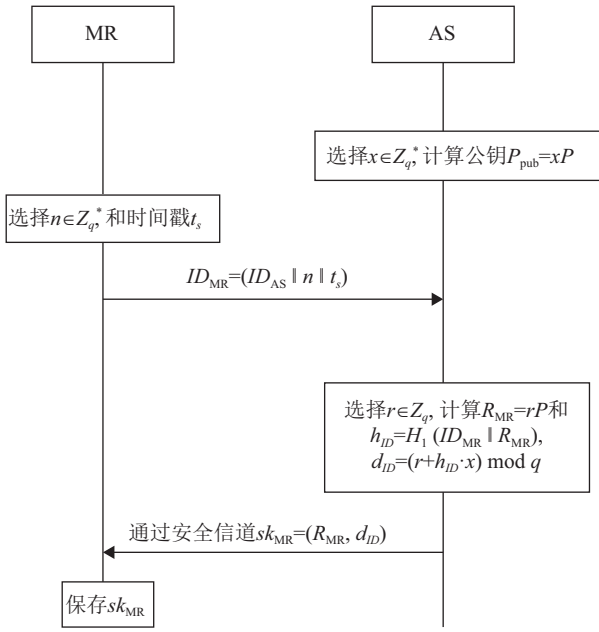 MR
AS
选择x∈Z_q^*,计算公钥P_pub=xP
选择n∈Z_q^*和时间戳t_s
ID_MR=(ID_AS ‖ n ‖ t_s)
选择r∈Z_q, 计算R_MR=rP和
h_ID=H_1 (ID_MR ‖ R_MR),
d_ID=(r+h_ID·x) mod q
通过安全信道sk_MR=(R_MR, d_ID)
保存sk_MR